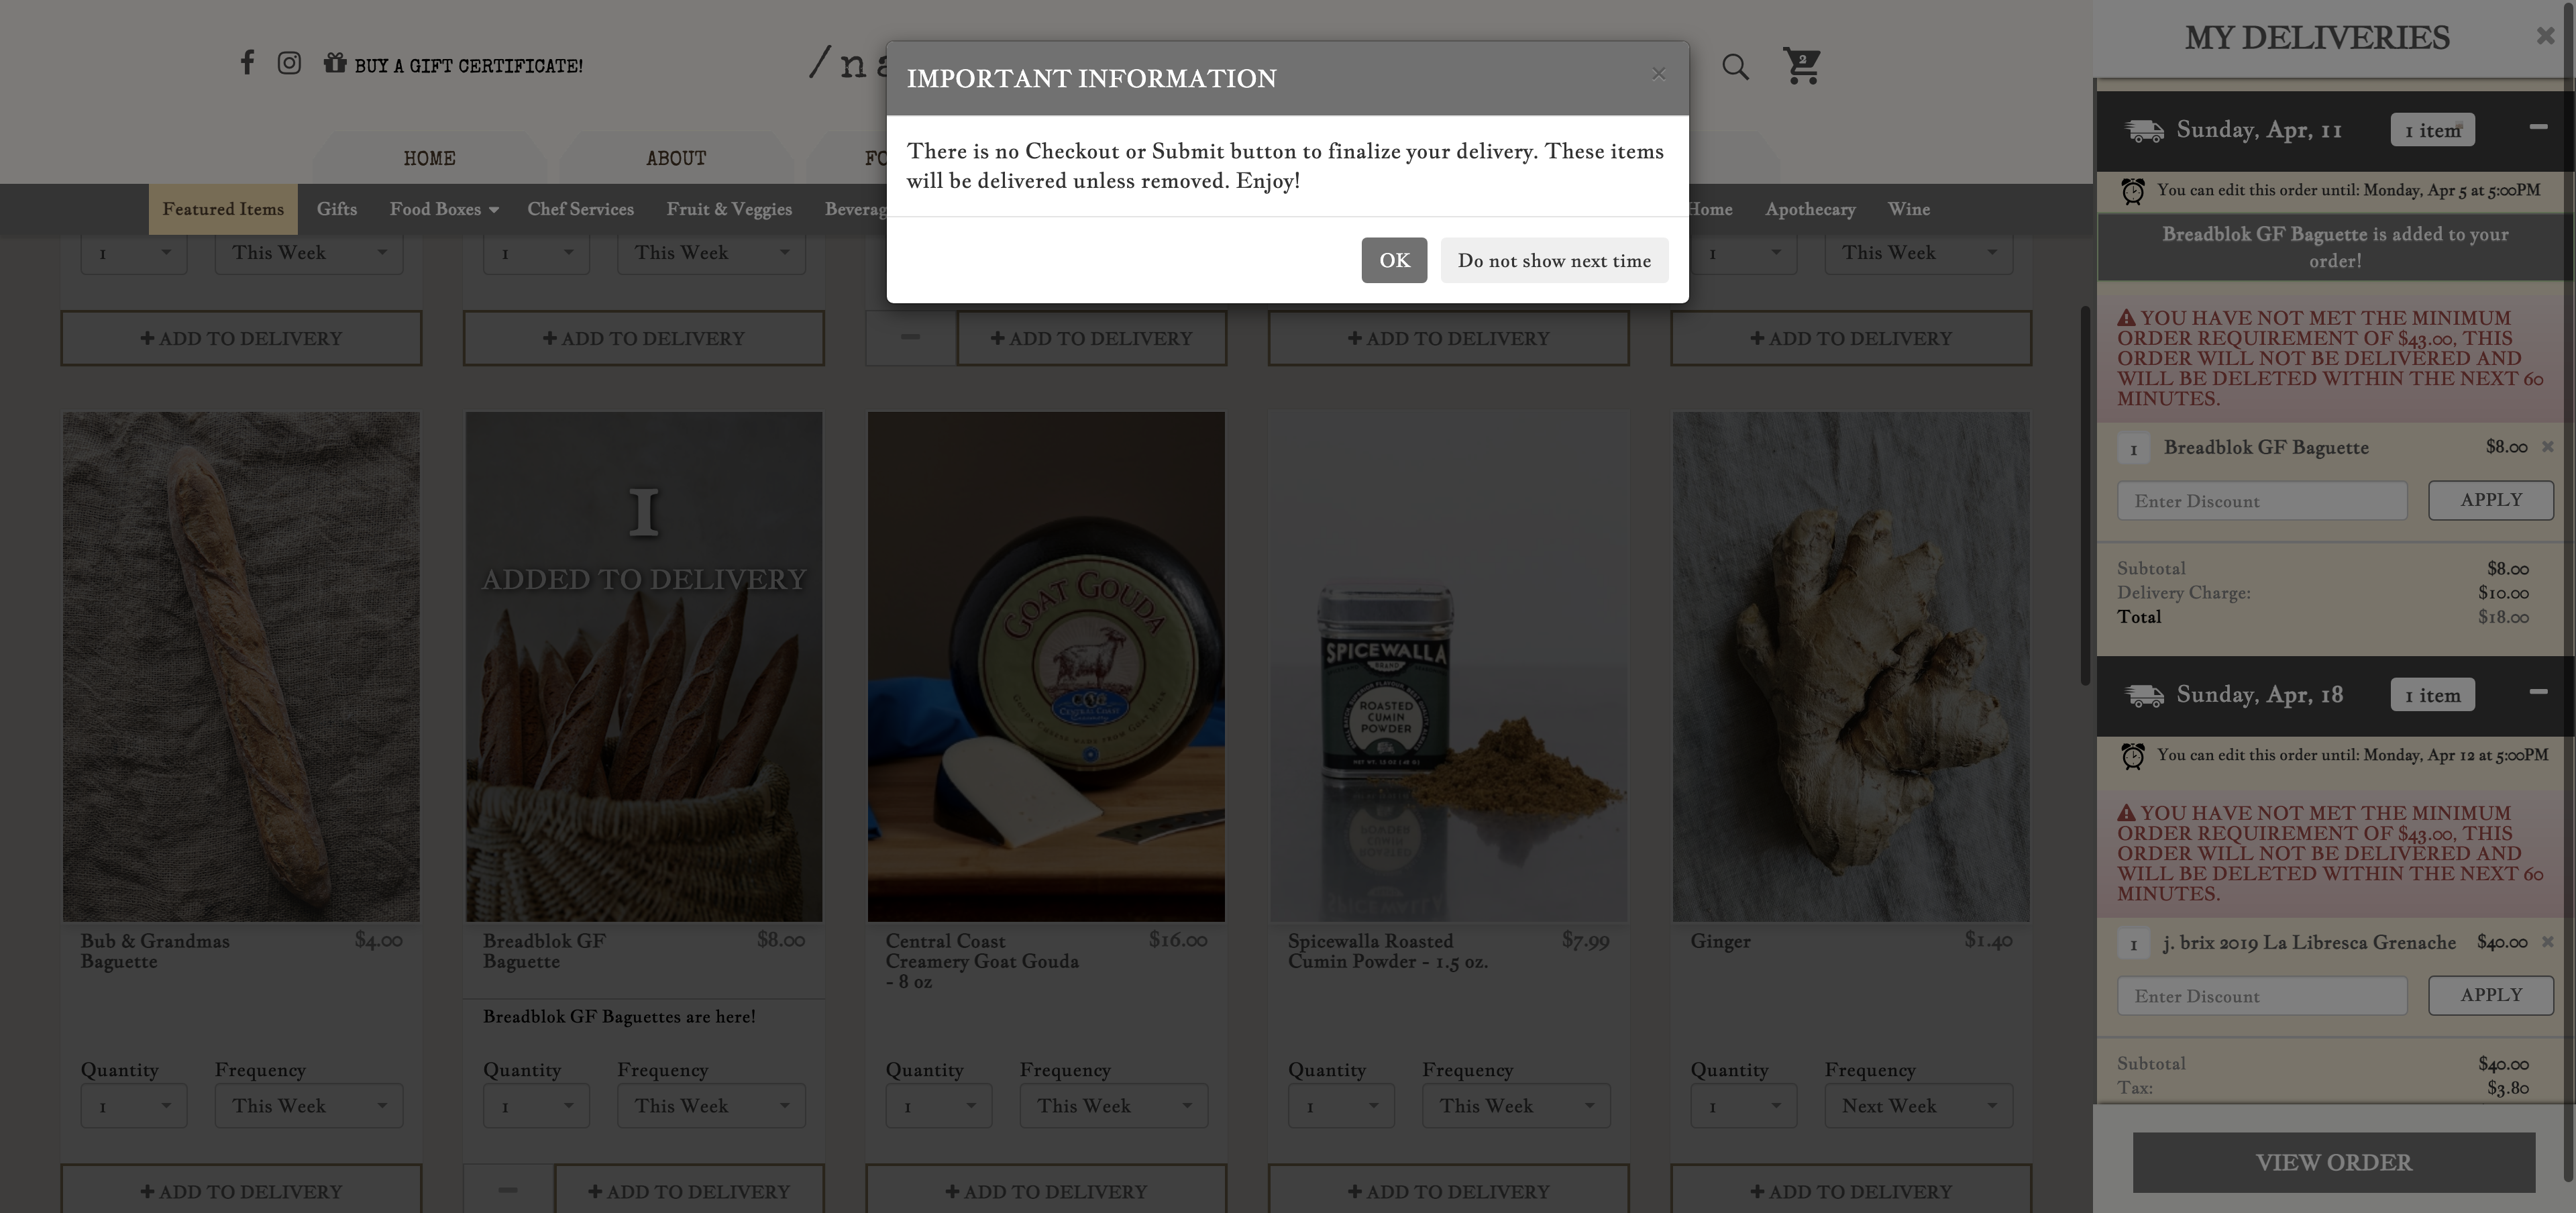 BUY A GIFT CERTIFICATE!
/na
2
IMPORTANT INFORMATION
×
There is no Checkout or Submit button to finalize your delivery. These items
will be delivered unless removed. Enjoy!
OK
Do not show next time
HOME
ABOUT
FO
Featured Items
Gifts
Food Boxes
Chef Services
Fruit & Veggies
Beverag
Home
Apothecary
Wine
1
This Week
1
This Week
1
This Week
+ ADD TO DELIVERY
+ ADD TO DELIVERY
+ ADD TO DELIVERY
+ ADD TO DELIVERY
+ ADD TO DELIVERY
1
ADDED TO DELIVERY
GOAT GOUDA
CENTRAL COAST
SPICEWALLA
BRAND
ROASTED
CUMIN
POWDER
Bub & Grandmas
Baguette
$4.00
Breadblok GF
Baguette
$8.00
Central Coast
Creamery Goat Gouda
- 8 oz
$16.00
Spicewalla Roasted
Cumin Powder - 1.5 oz.
$7.99
Ginger
$1.40
Breadblok GF Baguettes are here!
Quantity
Frequency
Quantity
Frequency
Quantity
Frequency
Quantity
Frequency
Quantity
Frequency
1
This Week
1
This Week
1
This Week
1
This Week
1
Next Week
+ ADD TO DELIVERY
+ ADD TO DELIVERY
+ ADD TO DELIVERY
+ ADD TO DELIVERY
+ ADD TO DELIVERY
MY DELIVERIES
Sunday, Apr, 11
1 item
You can edit this order until: Monday, Apr 5 at 5:00PM
Breadblok GF Baguette is added to your
order!
YOU HAVE NOT MET THE MINIMUM
ORDER REQUIREMENT OF $43.00, THIS
ORDER WILL NOT BE DELIVERED AND
WILL BE DELETED WITHIN THE NEXT 60
MINUTES.
1
Breadblok GF Baguette
$8.00
Enter Discount
APPLY
Subtotal
$8.00
Delivery Charge:
$10.00
Total
$18.00
Sunday, Apr, 18
1 item
You can edit this order until: Monday, Apr 12 at 5:00PM
YOU HAVE NOT MET THE MINIMUM
ORDER REQUIREMENT OF $43.00, THIS
ORDER WILL NOT BE DELIVERED AND
WILL BE DELETED WITHIN THE NEXT 60
MINUTES.
1
j. brix 2019 La Libresca Grenache
$40.00
Enter Discount
APPLY
Subtotal
$40.00
Tax:
$3.80
VIEW ORDER